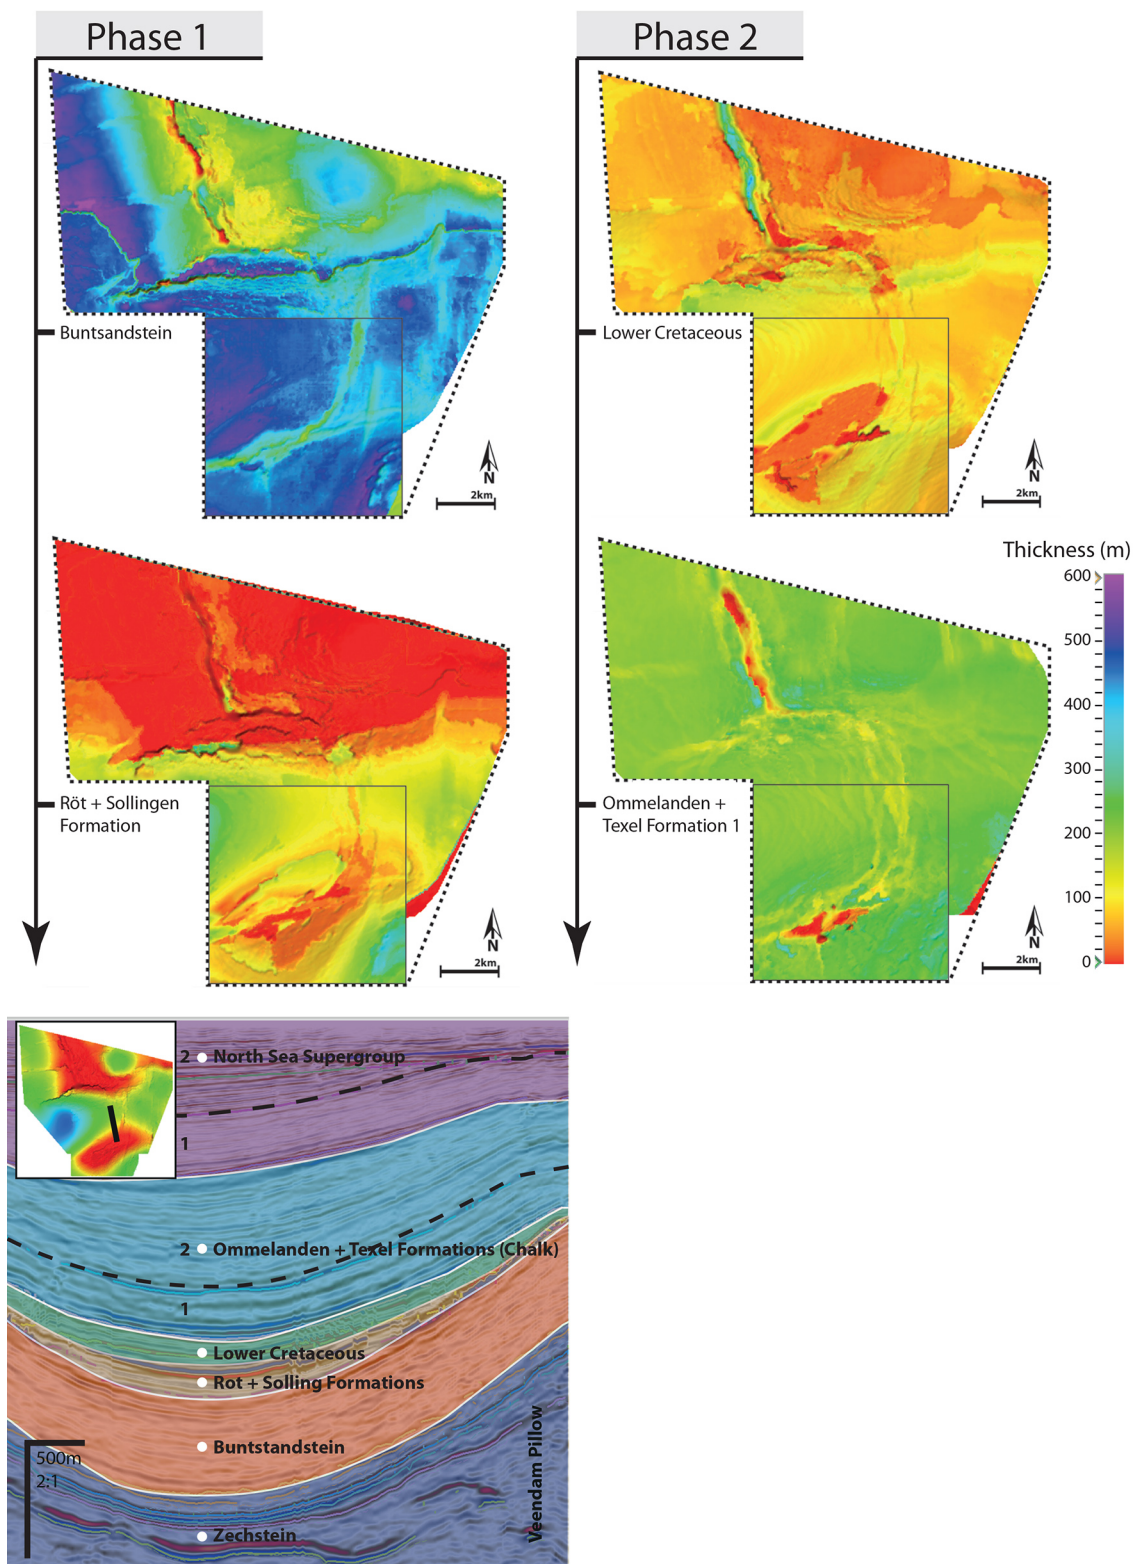 Phase 1
Phase 2
Buntsandstein
N
2km
Lower Cretaceous
N
2km
Röt + Sollingen
Formation
N
2km
Ommelanden +
Texel Formation 1
N
2km
Thickness (m)
600
500
400
300
200
100
0
2 North Sea Supergroup
1
2 Ommelanden + Texel Formations (Chalk)
1
Lower Cretaceous
Rot + Solling Formations
Buntstandstein
Zechstein
Veendam Pillow
500m
2:1